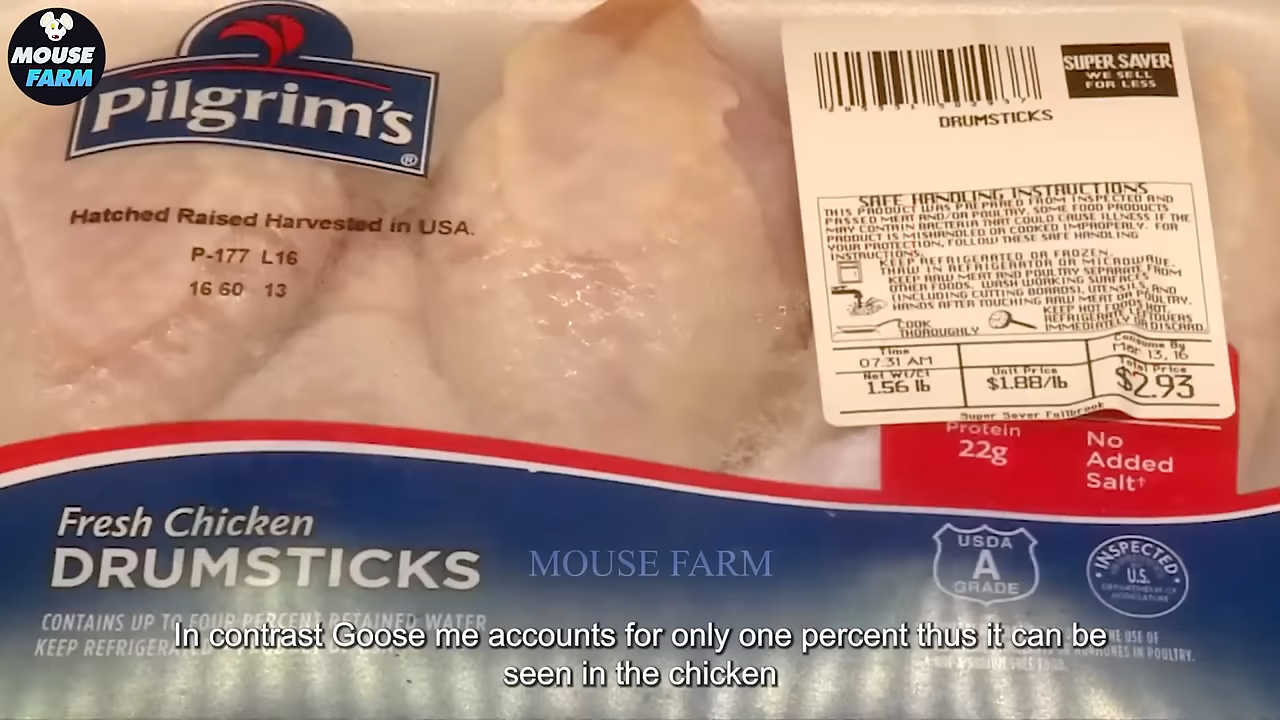 MOUSE
FARM
Pilgrim's
®
Hatched Raised Harvested in USA.
P-177 L16
16 60 13
SUPER SAVER
WE SELL
FOR LESS
DRUMSTICKS
SAFE HANDLING INSTRUCTIONS
THIS PRODUCT WAS PREPARED FROM INSPECTED AND
PASSED MEAT AND/OR POULTRY. SOME FOOD PRODUCTS
MAY CONTAIN BACTERIA THAT COULD CAUSE ILLNESS IF THE
PRODUCT IS MISHANDLED OR COOKED IMPROPERLY. FOR
YOUR PROTECTION, FOLLOW THESE SAFE HANDLING
INSTRUCTIONS.
KEEP REFRIGERATED OR FROZEN.
THAW IN REFRIGERATOR OR MICROWAVE.
KEEP RAW MEAT AND POULTRY SEPARATE FROM
OTHER FOODS. WASH WORKING SURFACES
(INCLUDING CUTTING BOARDS), UTENSILS, AND
HANDS AFTER TOUCHING RAW MEAT OR POULTRY.
COOK
THOROUGHLY
KEEP HOT FOODS HOT.
REFRIGERATE LEFTOVERS
IMMEDIATELY OR DISCARD
Time
07:31 AM
Consume By
Mar 13, 16
Net Wt/Ct
1.56 lb
Unit Price
$1.88/lb
Total Price
$2.93
Super Saver Fallbrook
Protein
22g
No
Added
Salt†
Fresh Chicken
DRUMSTICKS
MOUSE FARM
USDA
A
GRADE
INSPECTED
U.S.
DEPARTMENT OF
AGRICULTURE
CONTAINS UP TO FOUR PERCENT RETAINED WATER
KEEP REFRIGERATED
In contrast Goose me accounts for only one percent thus it can be
seen in the chicken